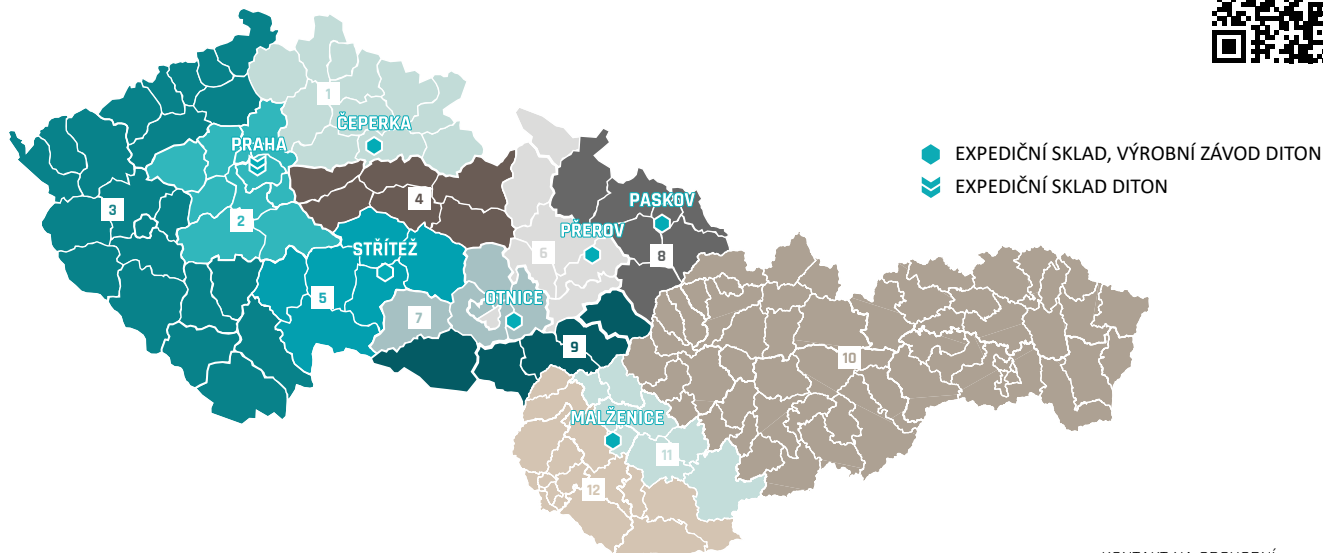 1
ČEPERKA
PRAHA
EXPEDIČNÍ SKLAD, VÝROBNÍ ZÁVOD DITON
EXPEDIČNÍ SKLAD DITON
3
2
4
PASKOV
PŘEROV
STŘÍTEŽ
6
8
5
OTNICE
7
9
10
MALŽENICE
11
12